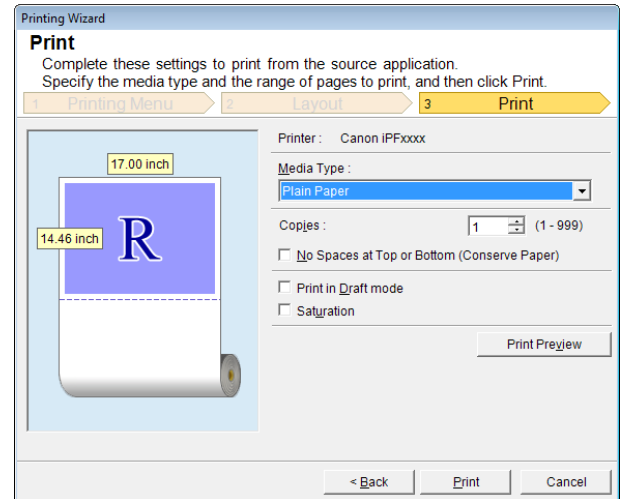 Printing Wizard
Print
Complete these settings to print from the source application.
Specify the media type and the range of pages to print, and then click Print.
1 Printing Menu 2 Layout 3 Print
Printer : Canon iPFxxxx
Media Type :
Plain Paper
17.00 inch
14.46 inch
R
Copies : 1 (1 - 999)
No Spaces at Top or Bottom (Conserve Paper)
Print in Draft mode
Saturation
Print Preview
< Back Print Cancel